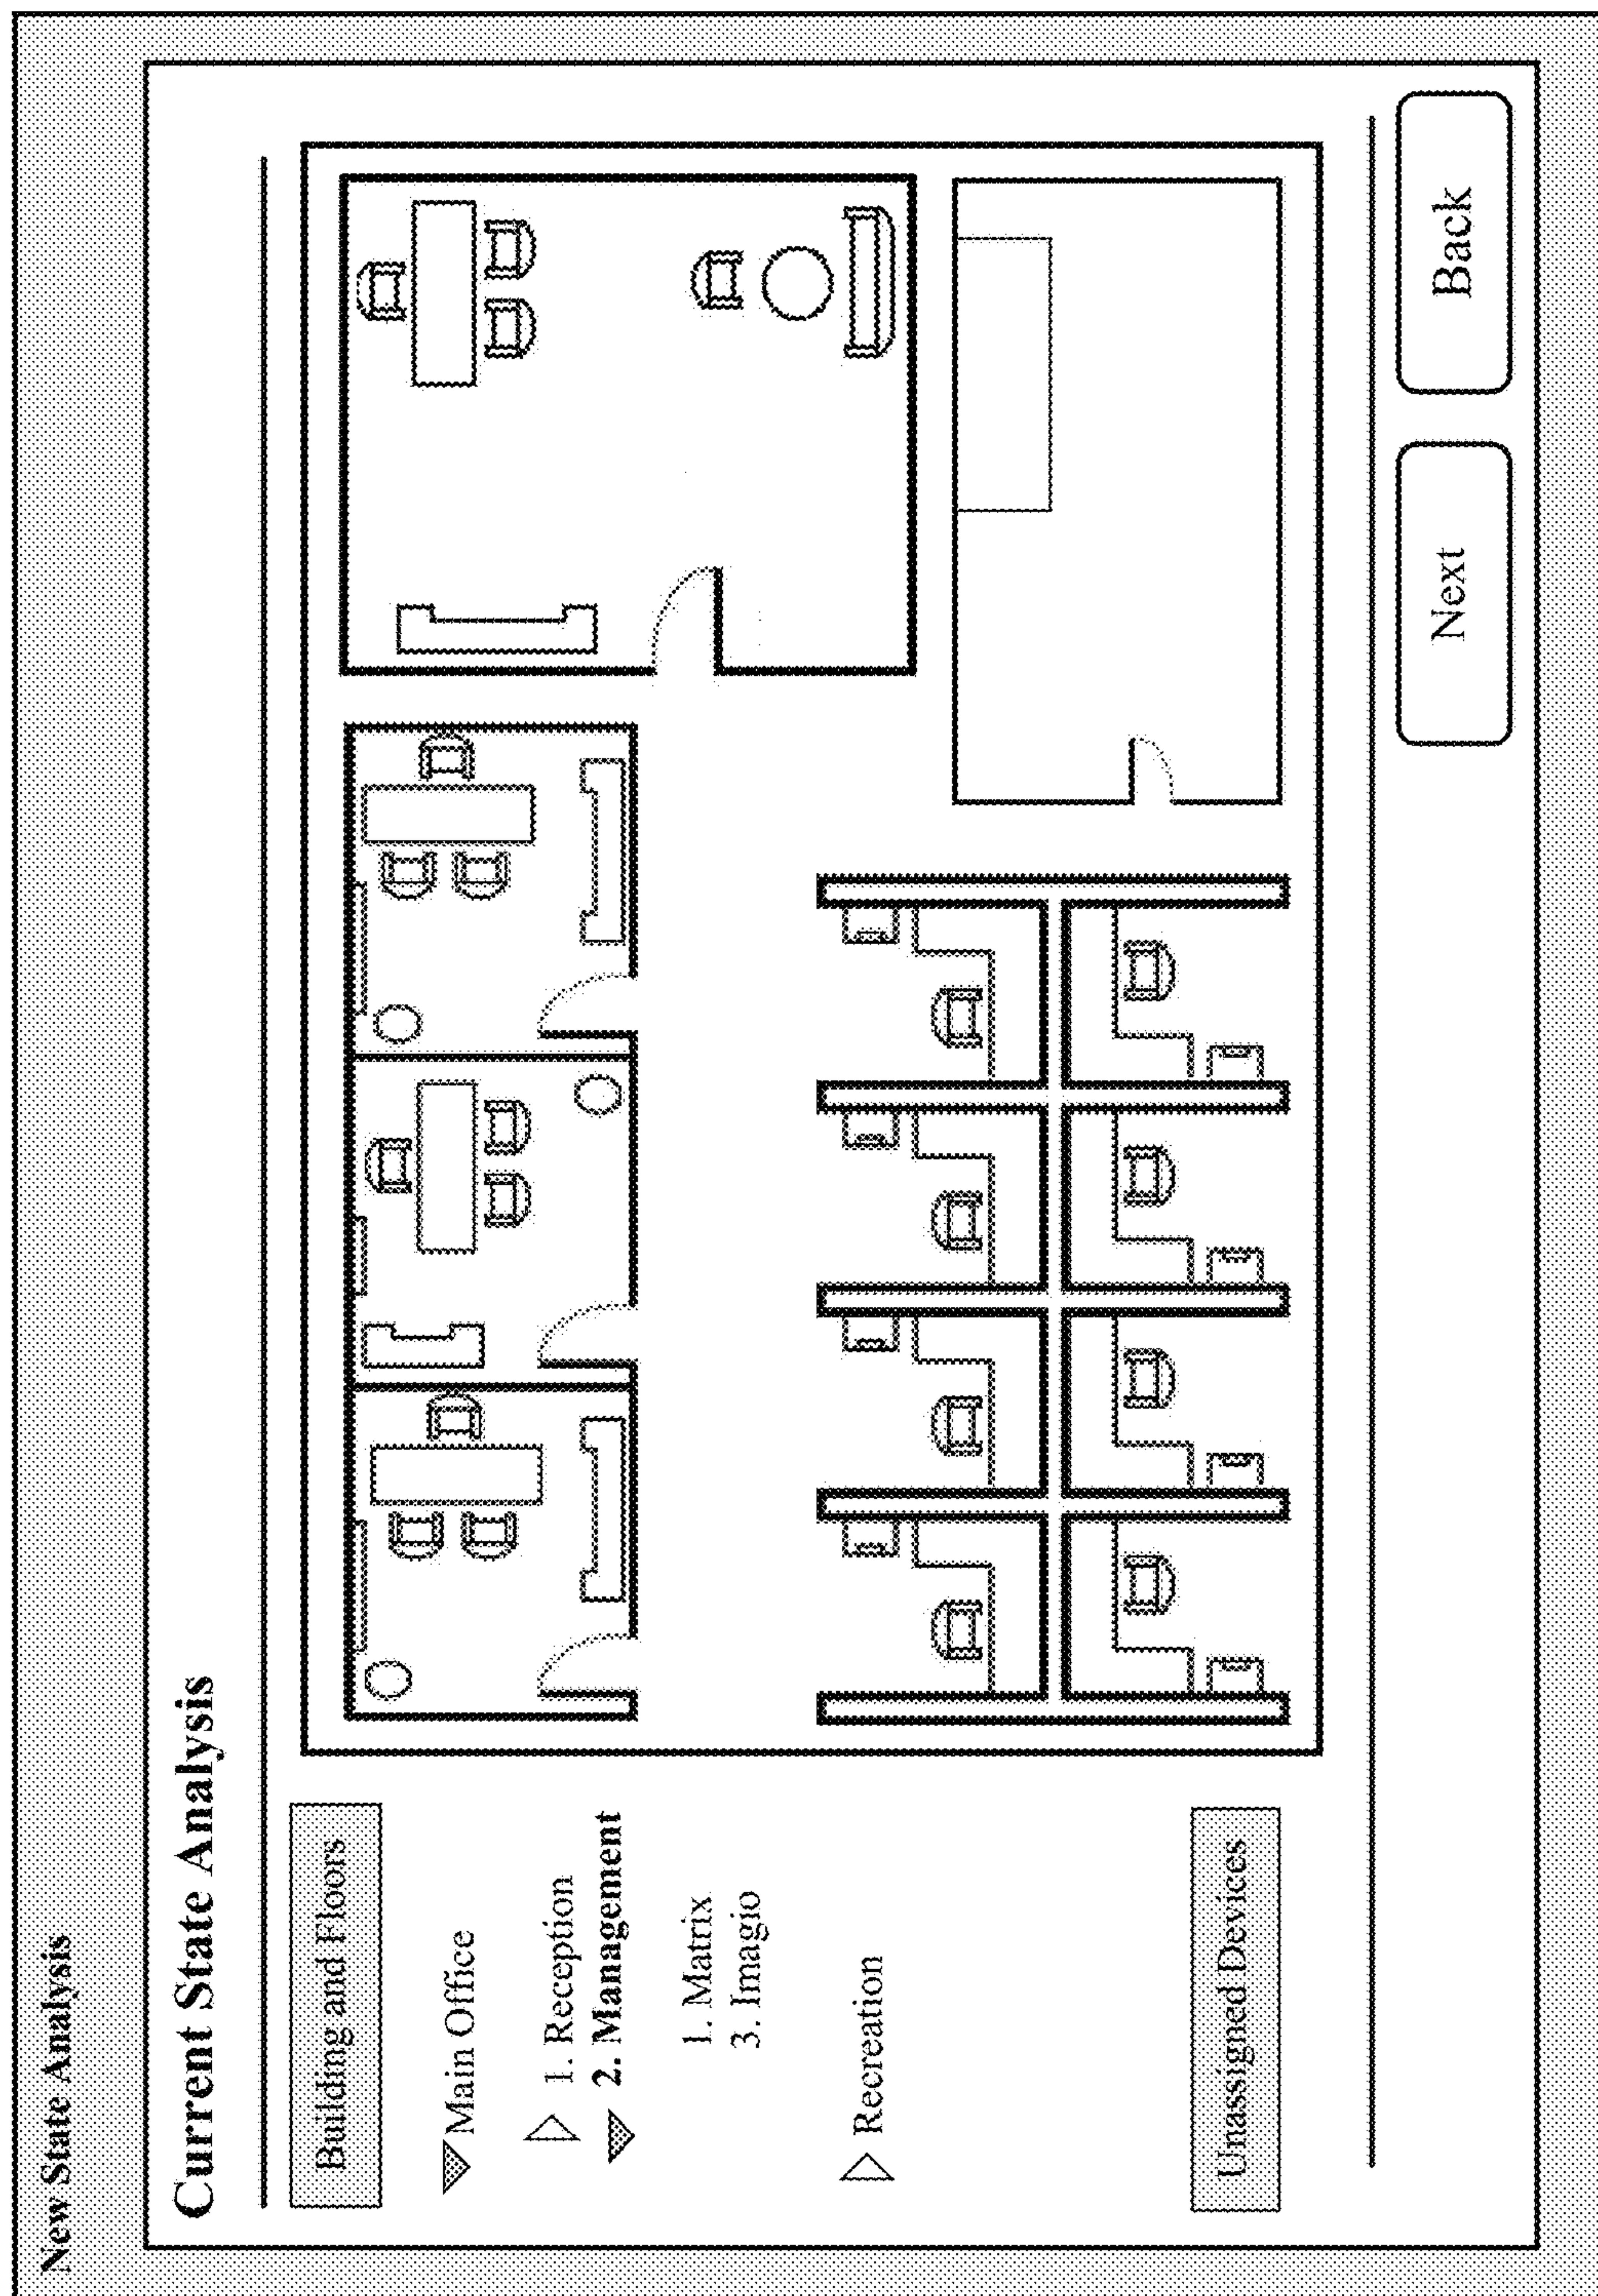 New State Analysis
Current State Analysis
Building and Floors
Main Office
1. Reception
2. Management
1. Matrix
3. Imagio
Recreation
Unassigned Devices
Next
Back